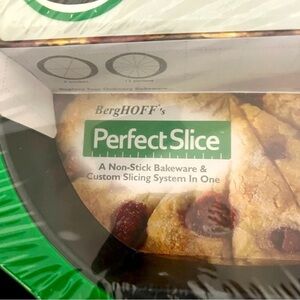 BergHOFF's
Perfect Slice
A Non-Stick Bakeware &
Custom Slicing System In One